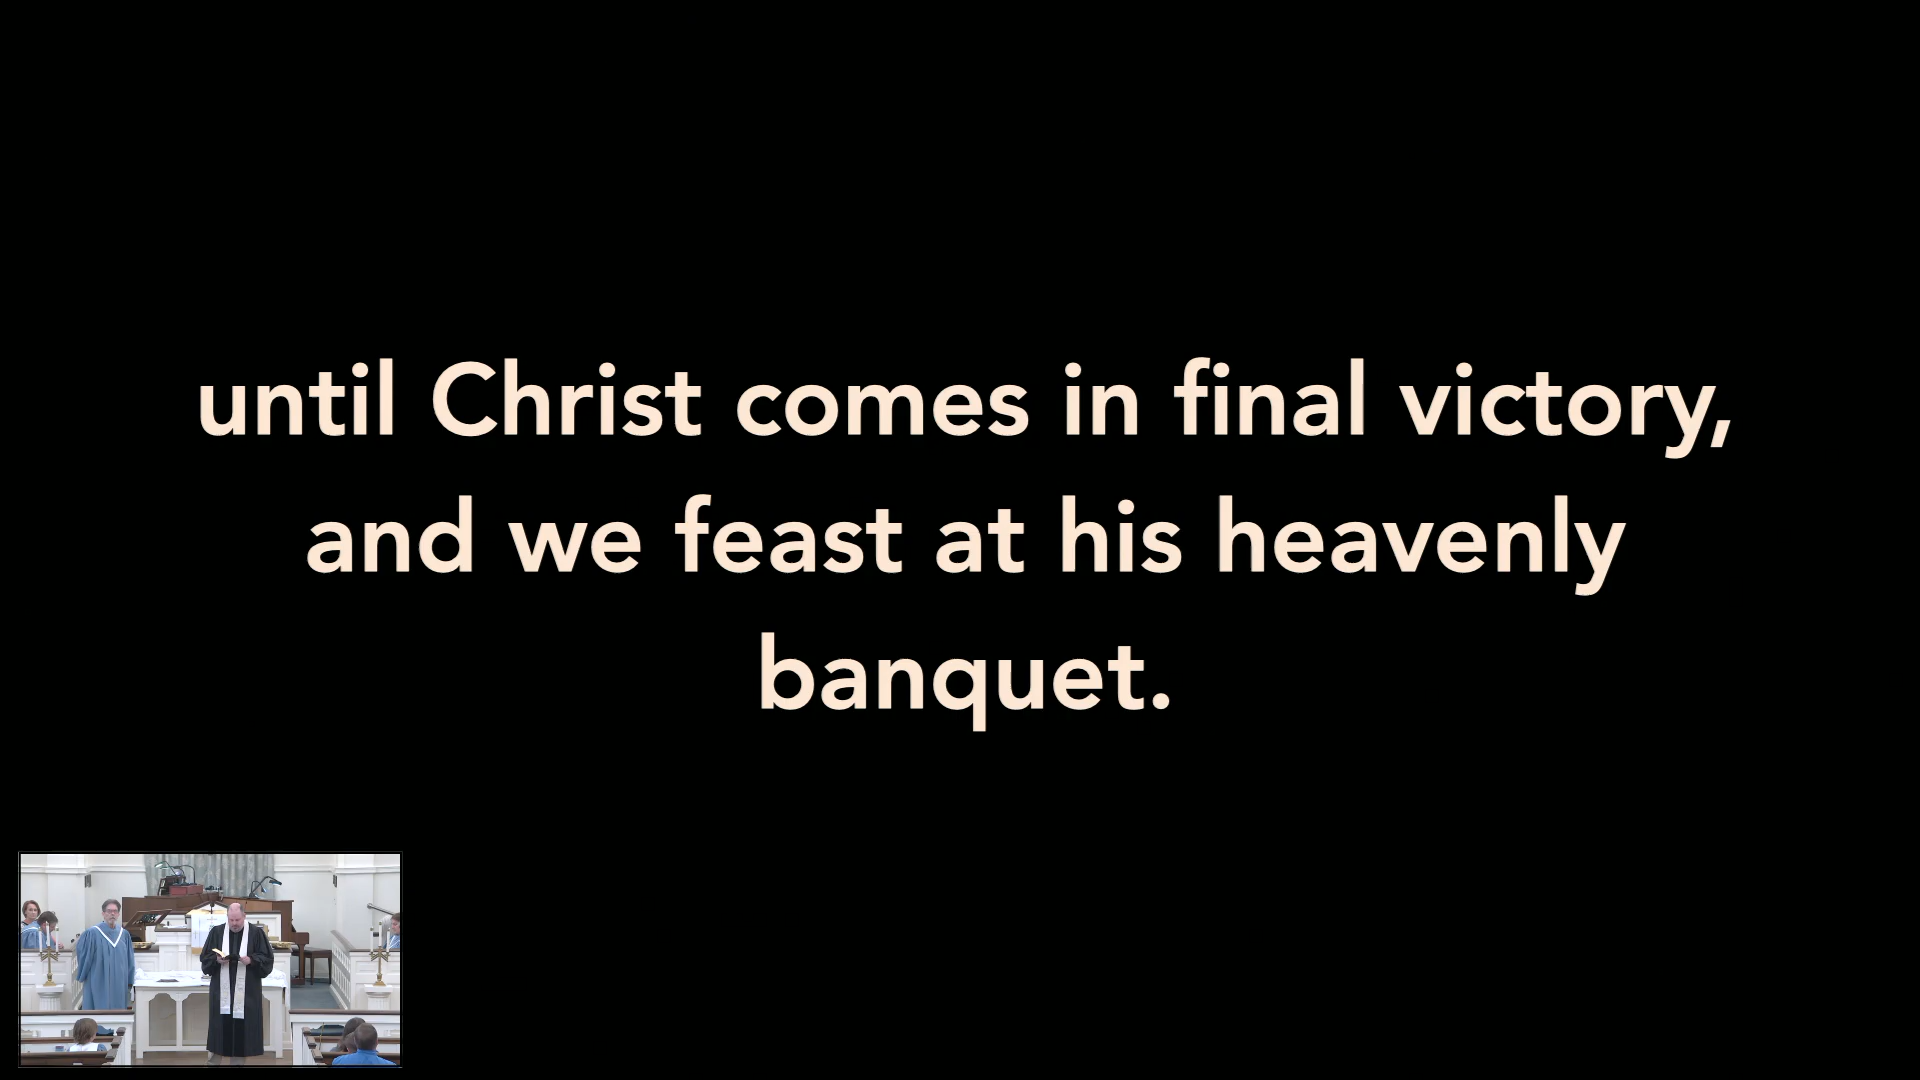 until Christ comes in final victory,
and we feast at his heavenly
banquet.